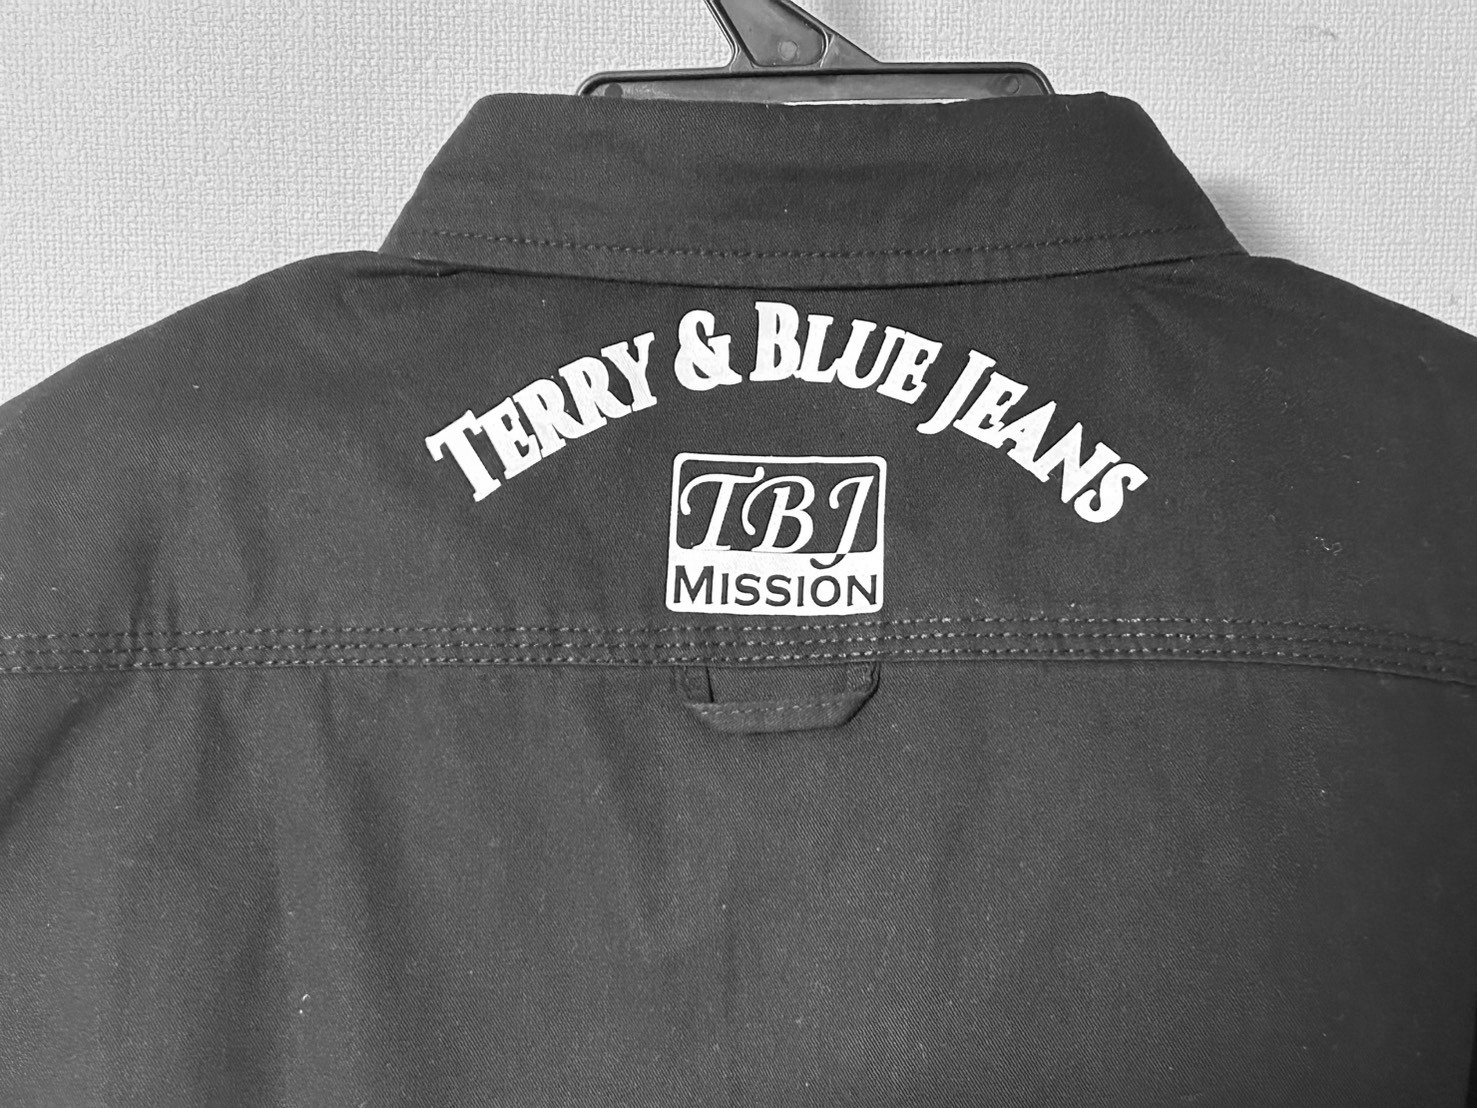 TERRY & BLUE JEANS
TBJ
MISSION